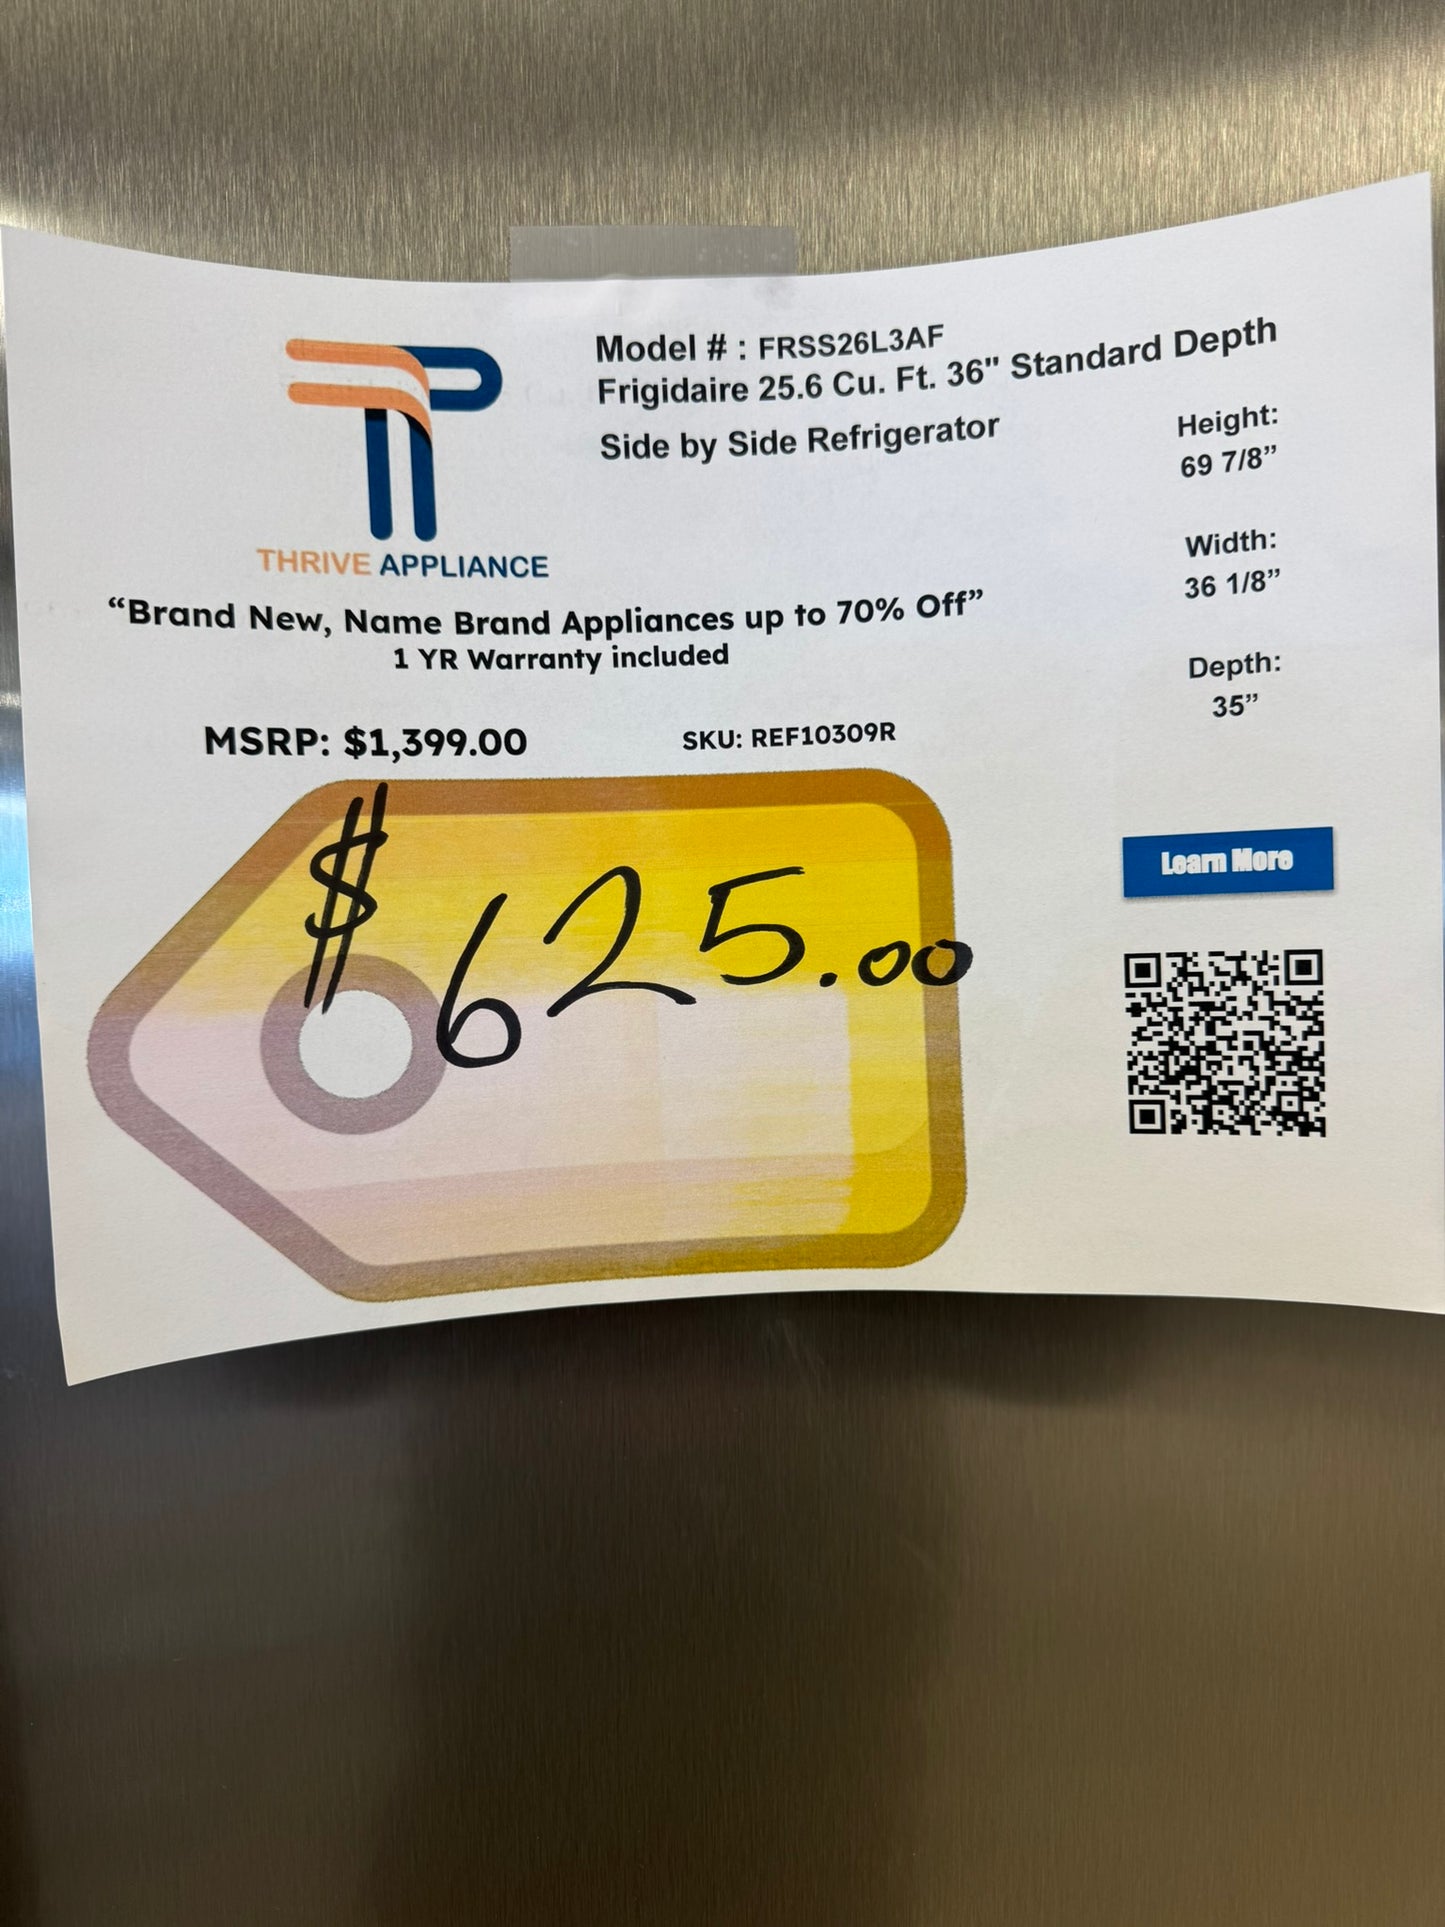 Model # : FRSS26L3AF
Frigidaire 25.6 Cu. Ft. 36" Standard Depth
Side by Side Refrigerator
Height:
69 7/8”
Width:
36 1/8”
Depth:
35”
THRIVE APPLIANCE
“Brand New, Name Brand Appliances up to 70% Off”
1 YR Warranty included
MSRP: $1,399.00
SKU: REF10309R
$625.00
Learn More